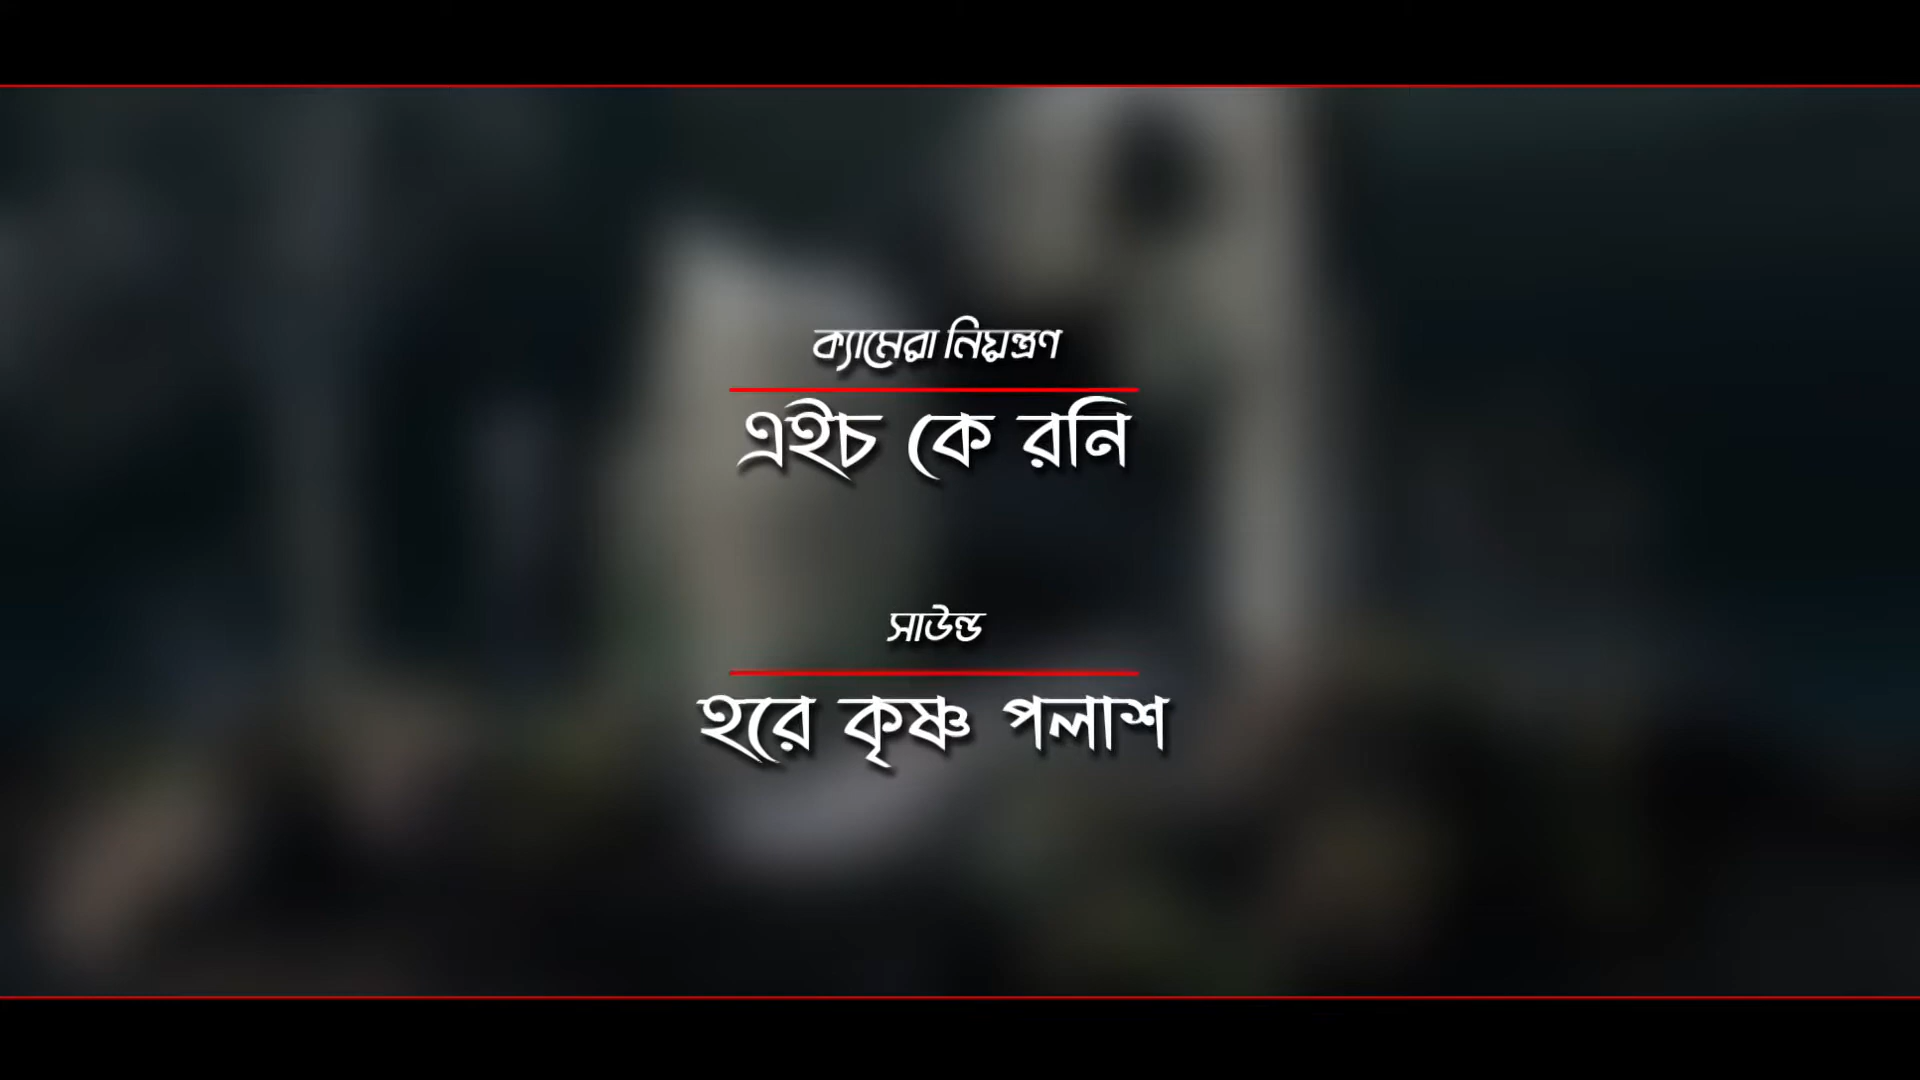 ক্যামেরা নিয়ন্ত্রণ
এইচ কে রনি
সাউন্ড
হরে কৃষ্ণ পলাশ